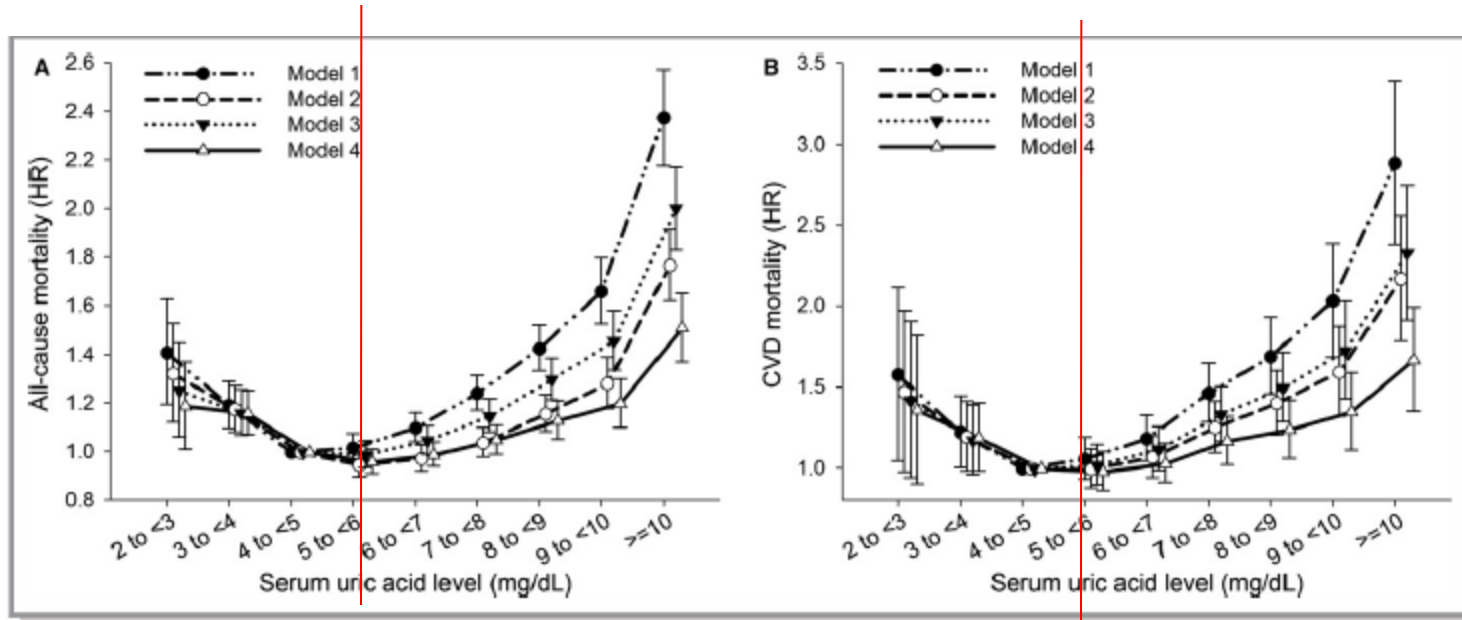 A
Model 1
Model 2
Model 3
Model 4
All-cause mortality (HR)
2.6
2.4
2.2
2.0
1.8
1.6
1.4
1.2
1.0
0.8
2 to <3
3 to <4
4 to <5
5 to <6
6 to <7
7 to <8
8 to <9
9 to <10
>=10
Serum uric acid level (mg/dL)
B
Model 1
Model 2
Model 3
Model 4
CVD mortality (HR)
3.5
3.0
2.5
2.0
1.5
1.0
2 to <3
3 to <4
4 to <5
5 to <6
6 to <7
7 to <8
8 to <9
9 to <10
>=10
Serum uric acid level (mg/dL)